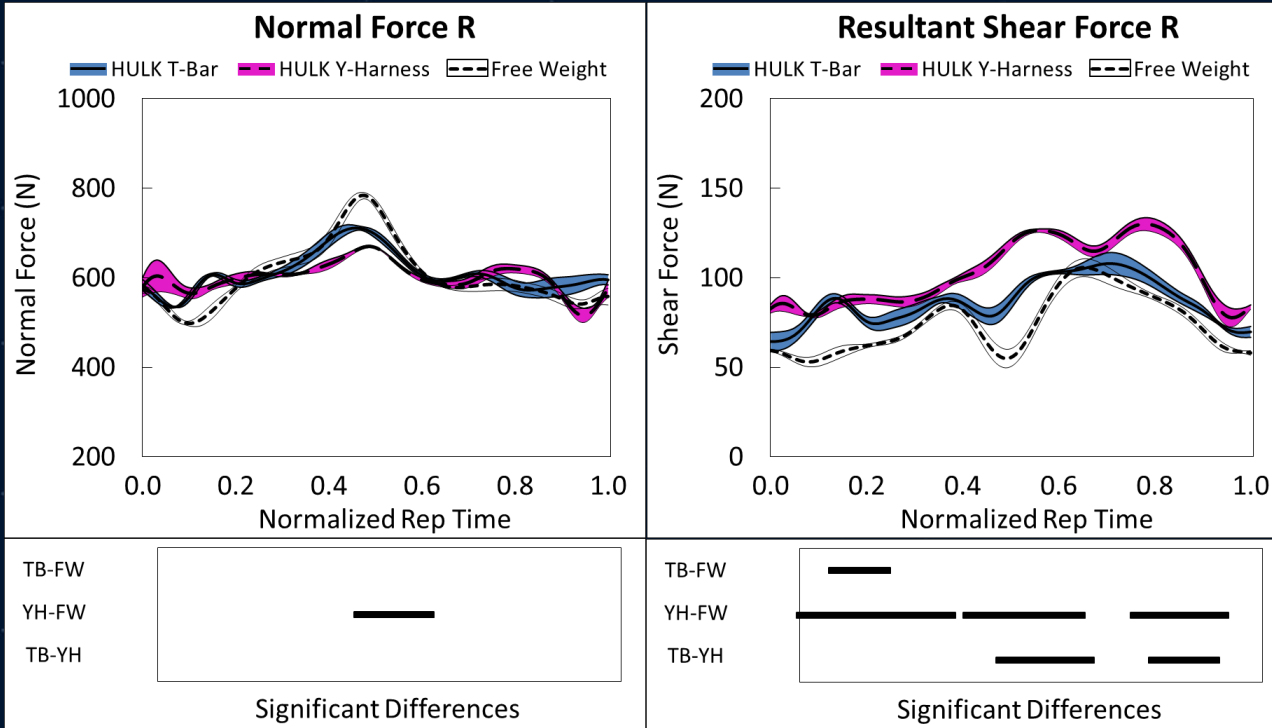 Normal Force R
HULK T-Bar HULK Y-Harness Free Weight
1000
800
600
400
200
Normal Force (N)
0.0 0.2 0.4 0.6 0.8 1.0
Normalized Rep Time
TB-FW
YH-FW
TB-YH
Significant Differences
Resultant Shear Force R
HULK T-Bar HULK Y-Harness Free Weight
200
150
100
50
0
Shear Force (N)
0.0 0.2 0.4 0.6 0.8 1.0
Normalized Rep Time
TB-FW
YH-FW
TB-YH
Significant Differences